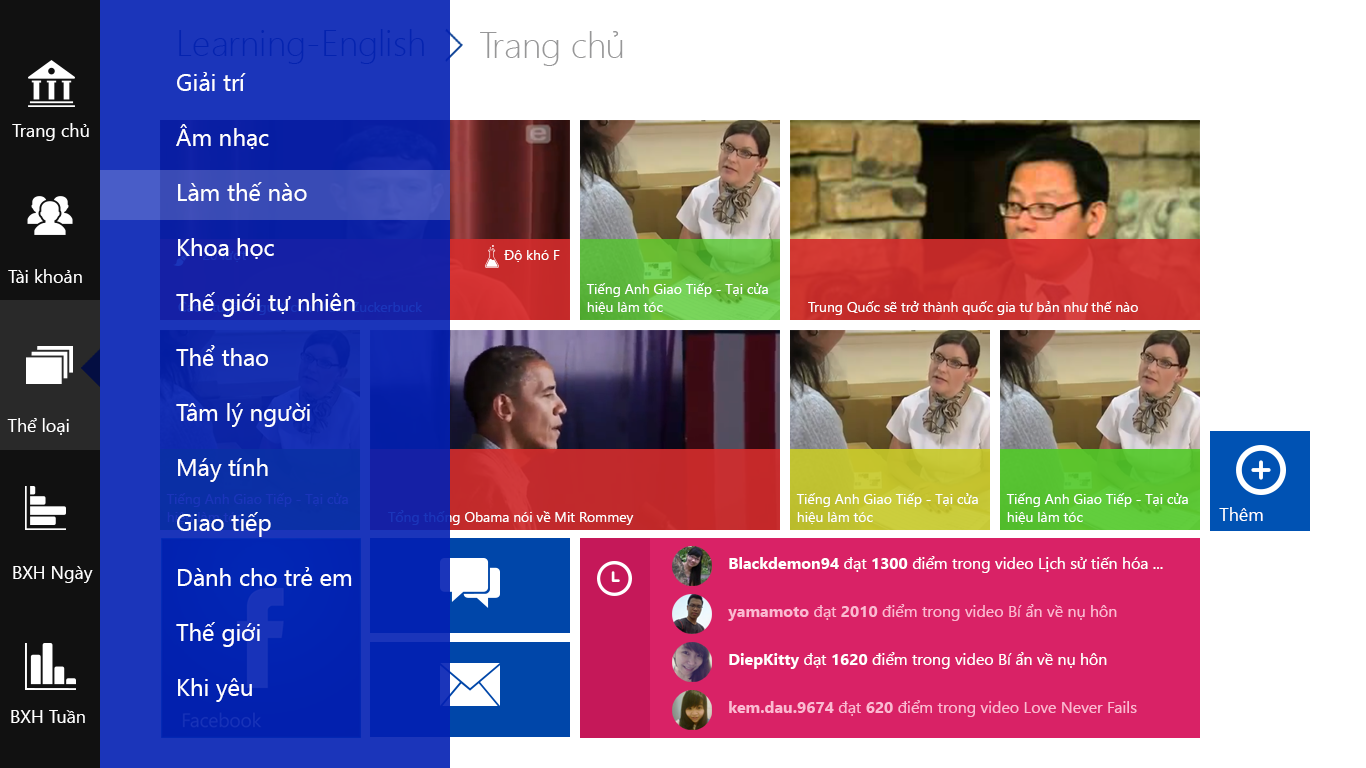 Learning-English
Trang chủ
Trang chủ
Tài khoản
Thể loại
BXH Ngày
BXH Tuần
Giải trí
Âm nhạc
Làm thế nào
Khoa học
Thế giới tự nhiên
Thể thao
Tâm lý người
Máy tính
Giao tiếp
Dành cho trẻ em
Thế giới
Khi yêu
Độ khó F
Tiếng Anh Giao Tiếp - Tại cửa
hiệu làm tóc
Trung Quốc sẽ trở thành quốc gia tư bản như thế nào
Tiếng Anh Giao Tiếp - Tại cửa
Tổng thống Obama nói về Mit Rommey
Tiếng Anh Giao Tiếp - Tại cửa
hiệu làm tóc
Tiếng Anh Giao Tiếp - Tại cửa
hiệu làm tóc
Thêm
Facebook
Blackdemon94 đạt 1300 điểm trong video Lịch sử tiến hóa ...
yamamoto đạt 2010 điểm trong video Bí ẩn về nụ hôn
DiepKitty đạt 1620 điểm trong video Bí ẩn về nụ hôn
kem.dau.9674 đạt 620 điểm trong video Love Never Fails